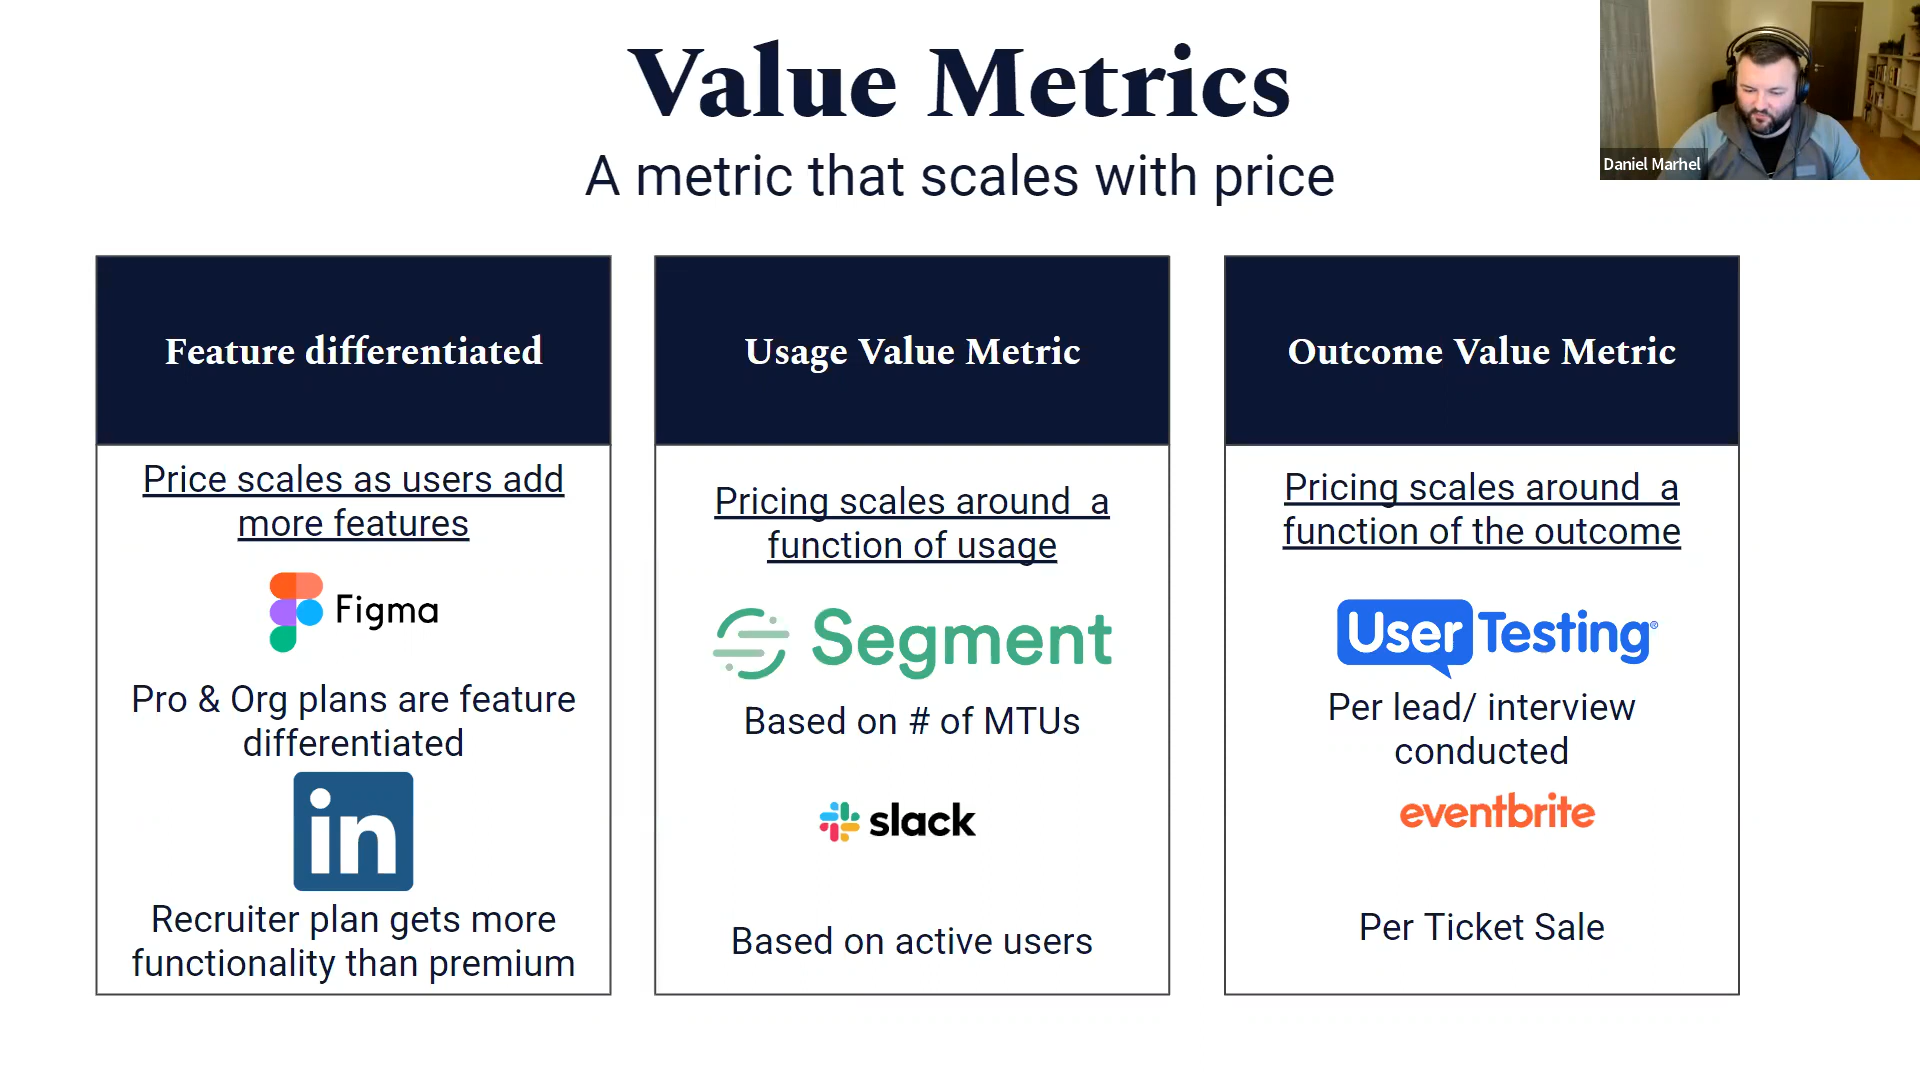 Value Metrics
A metric that scales with price
Daniel Marhel
Feature differentiated
Price scales as users add
more features
Figma
Pro & Org plans are feature
differentiated
in
Recruiter plan gets more
functionality than premium
Usage Value Metric
Pricing scales around  a
function of usage
Segment
Based on # of MTUs
slack
Based on active users
Outcome Value Metric
Pricing scales around  a
function of the outcome
UserTesting®
Per lead/ interview
conducted
eventbrite
Per Ticket Sale